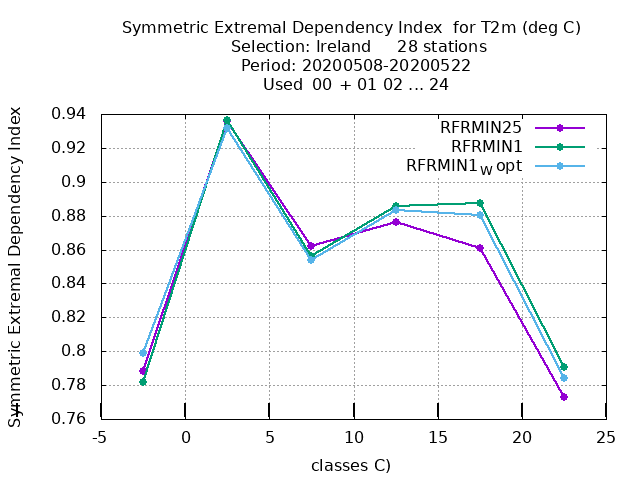 Symmetric Extremal Dependency Index  for T2m (deg C)
Selection: Ireland     28 stations
Period: 20200508-20200522
Used  00 + 01 02 ... 24
Symmetric Extremal Dependency Index
0.94
0.92
0.9
0.88
0.86
0.84
0.82
0.8
0.78
0.76
RFRMIN25
RFRMIN1
RFRMIN1W opt
-5
0
5
10
15
20
25
classes C)